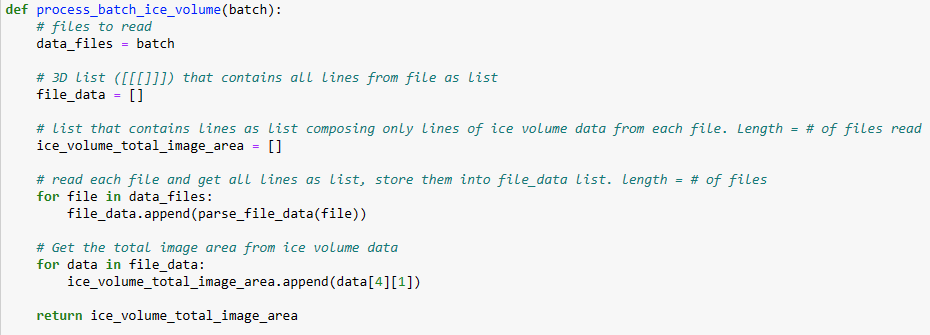 def process_batch_ice_volume(batch):
# files to read
data_files = batch
# 3D list ([[[]]]) that contains all lines from file as list
file_data = []
# list that contains lines as list composing only lines of ice volume data from each file. Length = # of files read
ice_volume_total_image_area = []
# read each file and get all lines as list, store them into file_data list. length = # of files
for file in data_files:
file_data.append(parse_file_data(file))
# Get the total image area from ice volume data
for data in file_data:
ice_volume_total_image_area.append(data[4][1])
return ice_volume_total_image_area